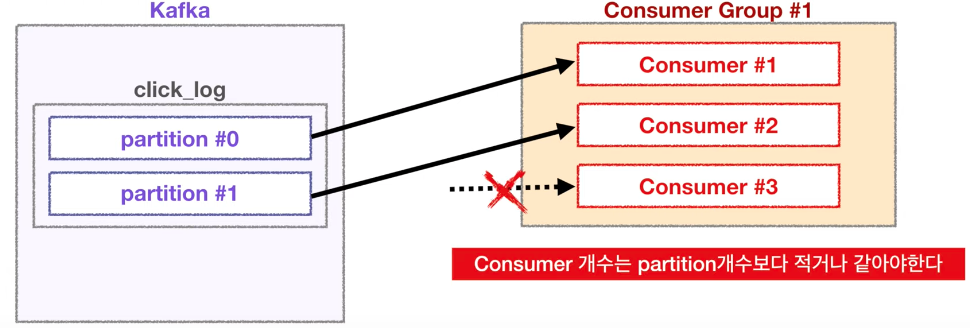 Kafka
click_log
partition #0
partition #1
Consumer Group #1
Consumer #1
Consumer #2
Consumer #3
Consumer 개수는 partition개수보다 적거나 같아야한다